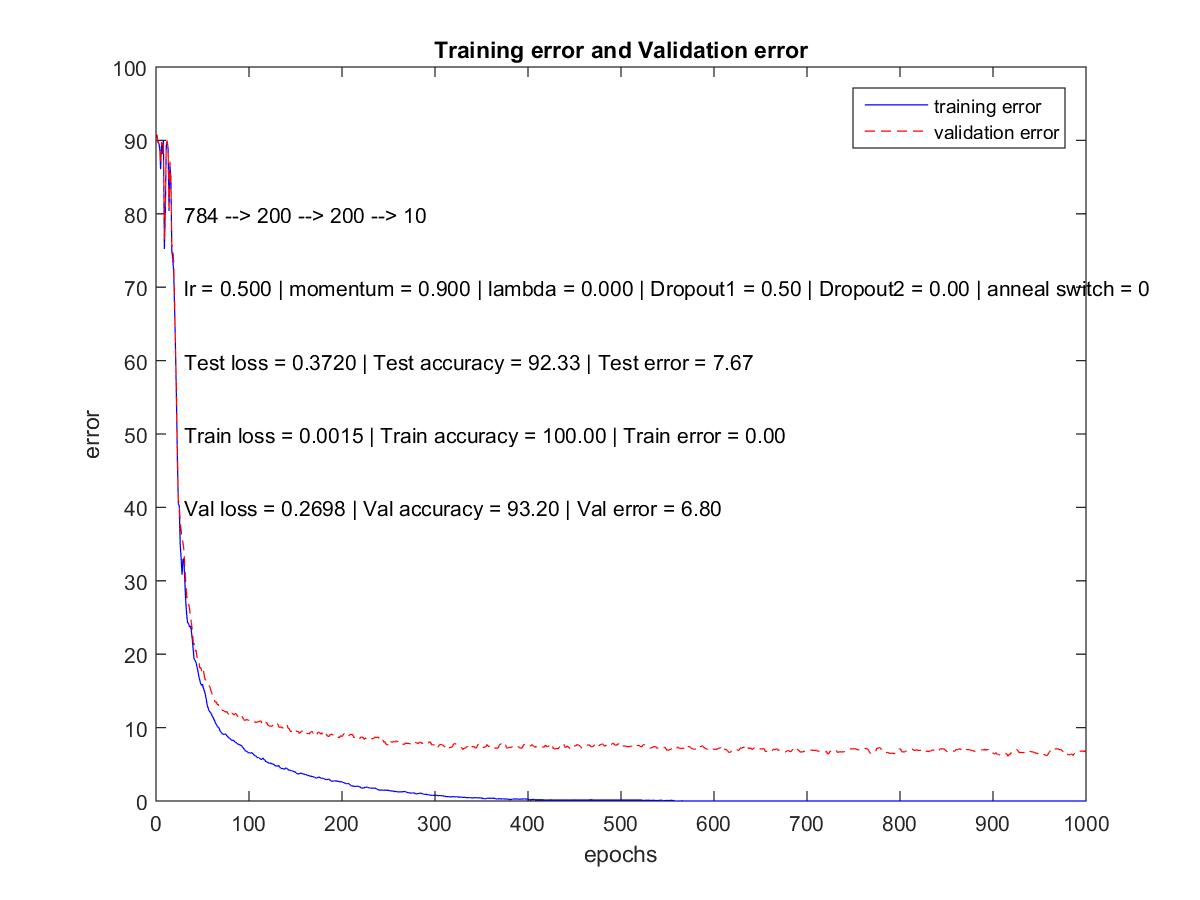 Training error and Validation error
100
training error
validation error
90
80
784 --> 200 --> 200 --> 10
70
lr = 0.500 | momentum = 0.900 | lambda = 0.000 | Dropout1 = 0.50 | Dropout2 = 0.00 | anneal switch = 0
60
Test loss = 0.3720 | Test accuracy = 92.33 | Test error = 7.67
50
Train loss = 0.0015 | Train accuracy = 100.00 | Train error = 0.00
40
Val loss = 0.2698 | Val accuracy = 93.20 | Val error = 6.80
30
20
10
0
error
0 100 200 300 400 500 600 700 800 900 1000
epochs